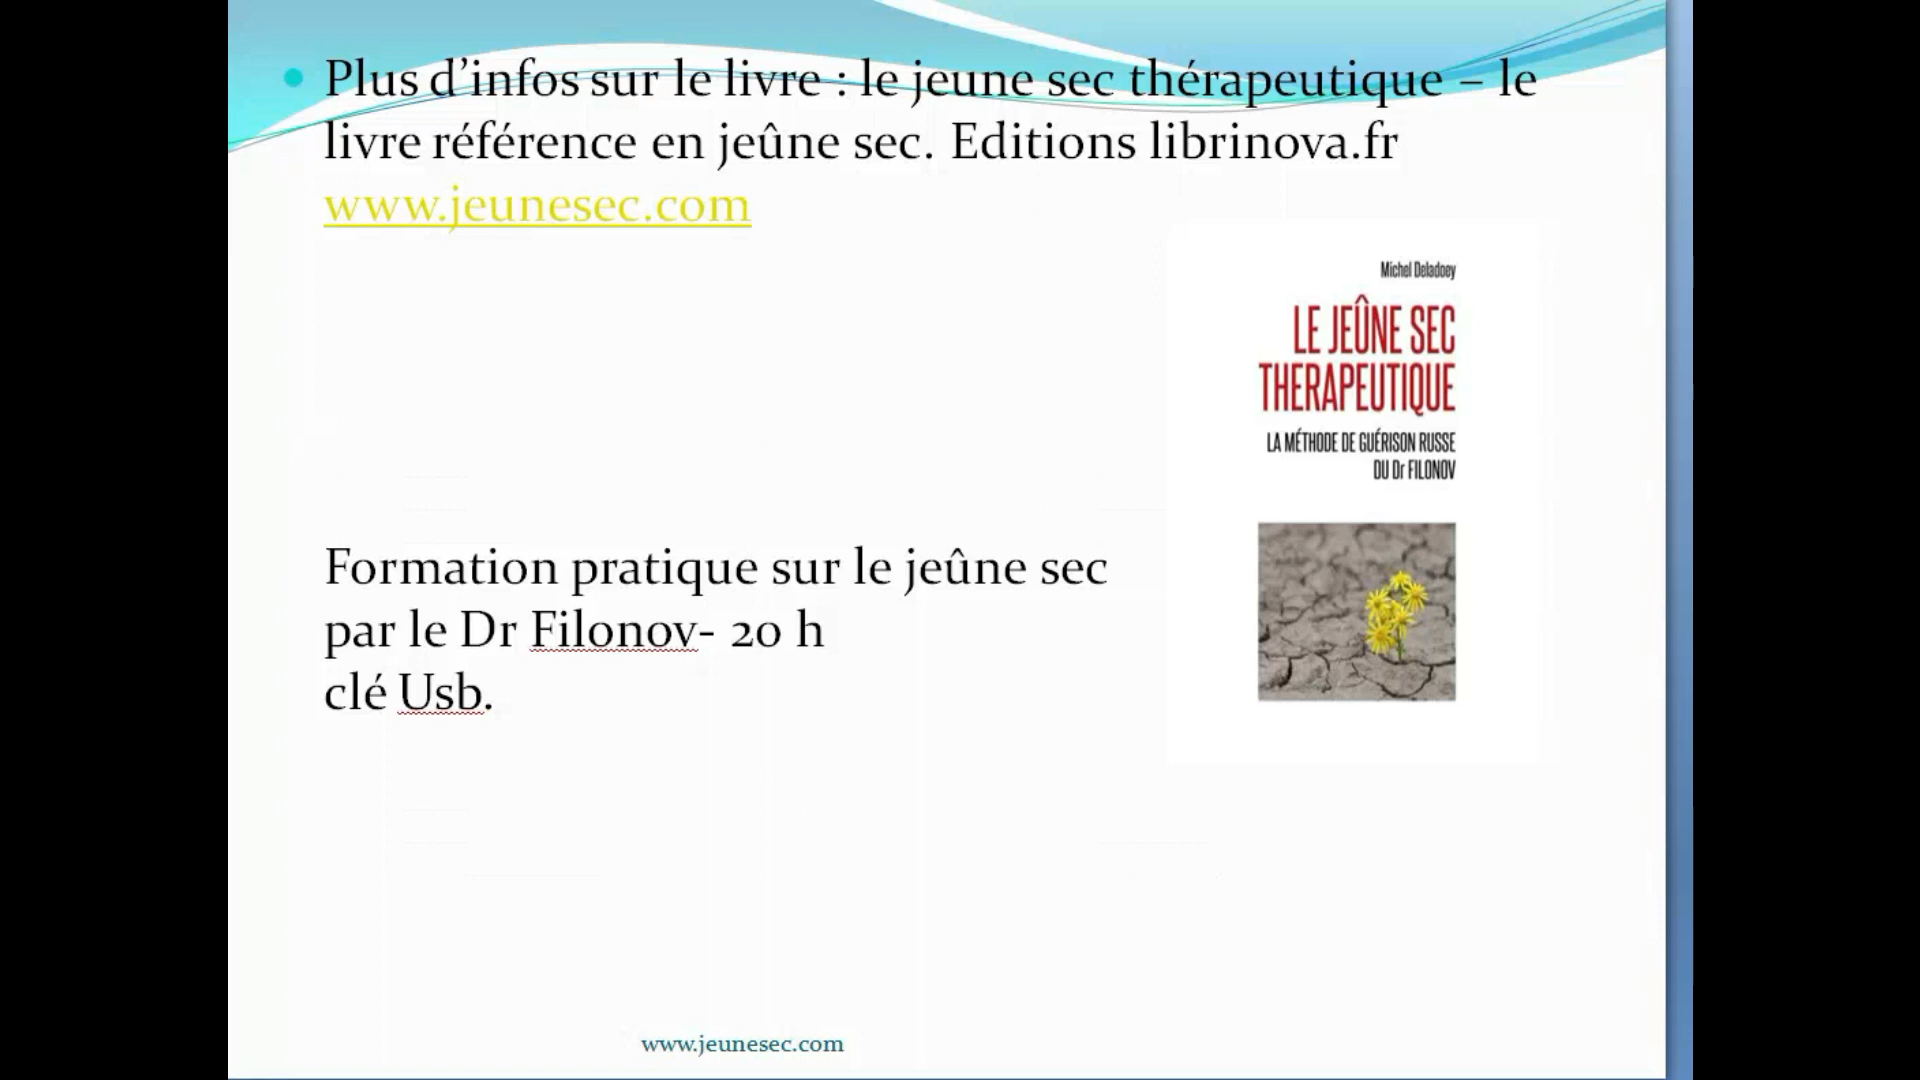 Plus d’infos sur le livre : le jeune sec thérapeutique – le
livre référence en jeûne sec. Editions librinova.fr
www.jeunesec.com
Michel Deladoey
LE JEÛNE SEC
THERAPEUTIQUE
LA MÉTHODE DE GUÉRISON RUSSE
DU Dr FILONOV
Formation pratique sur le jeûne sec
par le Dr Filonov- 20 h
clé Usb.
www.jeunesec.com